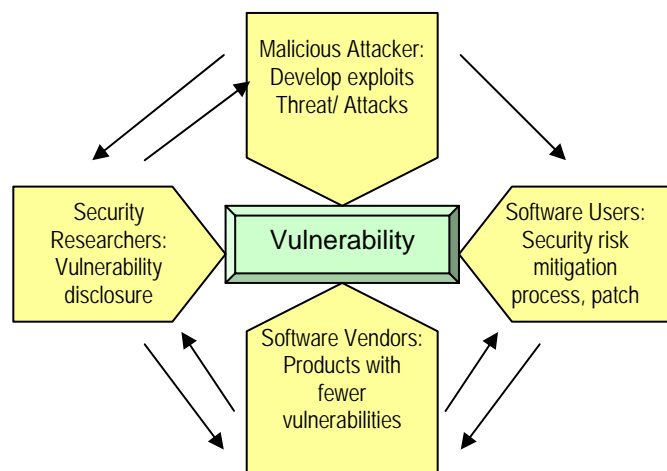 Malicious Attacker:
Develop exploits
Threat/ Attacks
Security
Researchers:
Vulnerability
disclosure
Vulnerability
Software Users:
Security risk
mitigation
process, patch
Software Vendors:
Products with
fewer
vulnerabilities